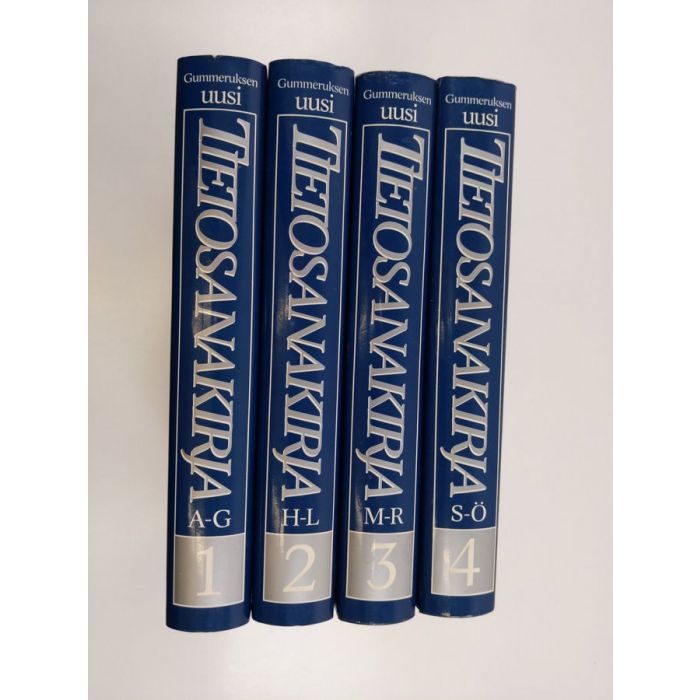 Gummeruksen
uusi
TIETOSANAKIRJA
A-G
1
Gummeruksen
uusi
TIETOSANAKIRJA
H-L
2
Gummeruksen
uusi
TIETOSANAKIRJA
M-R
3
Gummeruksen
uusi
TIETOSANAKIRJA
S-Ö
4